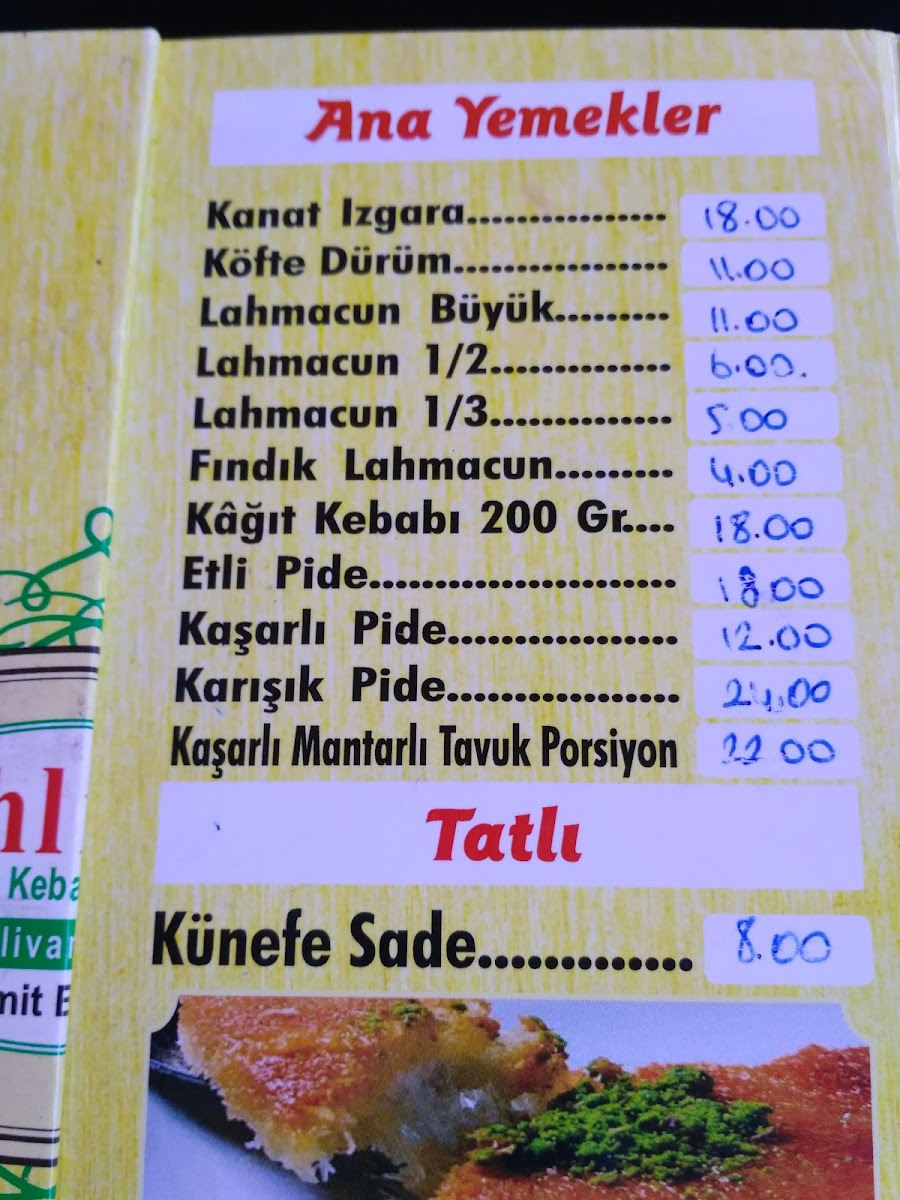 Ana Yemekler
Kanat Izgara................ 18.00
Köfte Dürüm................. 11.00
Lahmacun Büyük......... 11.00
Lahmacun 1/2.............. 6.00.
Lahmacun 1/3.............. 5.00
Fındık Lahmacun......... 4.00
Kâğıt Kebabı 200 Gr.... 18.00
Etli Pide....................... 18.00
Kaşarlı Pide.................. 12.00
Karışık Pide.................. 24.00
Kaşarlı Mantarlı Tavuk Porsiyon 22 00
Tatlı
Künefe Sade............. 8.00